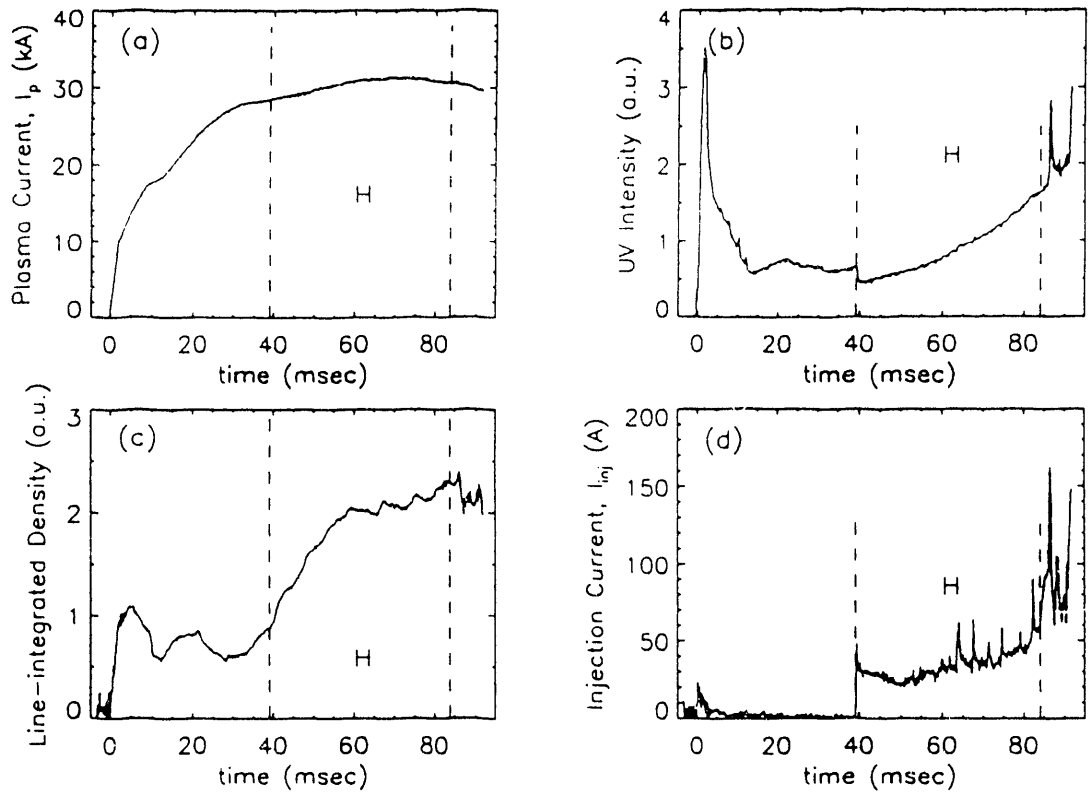 (a)
Plasma Current, I_p (kA)
40
30
20
10
0
H
0 20 40 60 80
time (msec)
(b)
UV Intensity (a.u.)
4
3
2
1
0
H
0 20 40 60 80
time (msec)
(c)
Line-integrated Density (a.u.)
3
2
1
0
H
0 20 40 60 80
time (msec)
(d)
Injection Current, I_inj (A)
200
150
100
50
0
H
0 20 40 60 80
time (msec)